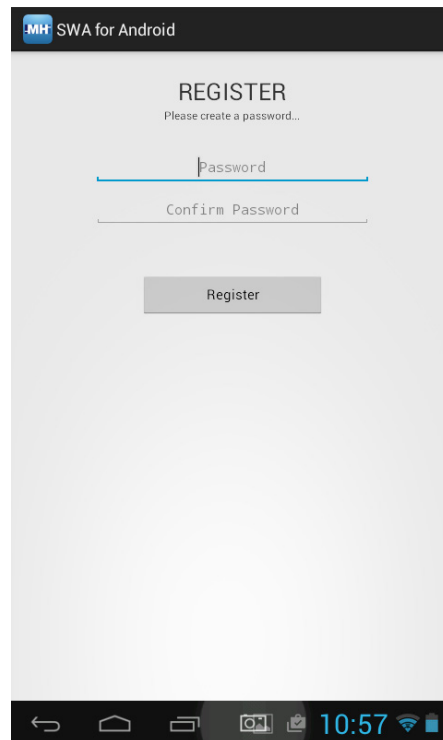 MH SWA for Android
REGISTER
Please create a password...
Password
Confirm Password
Register
10:57